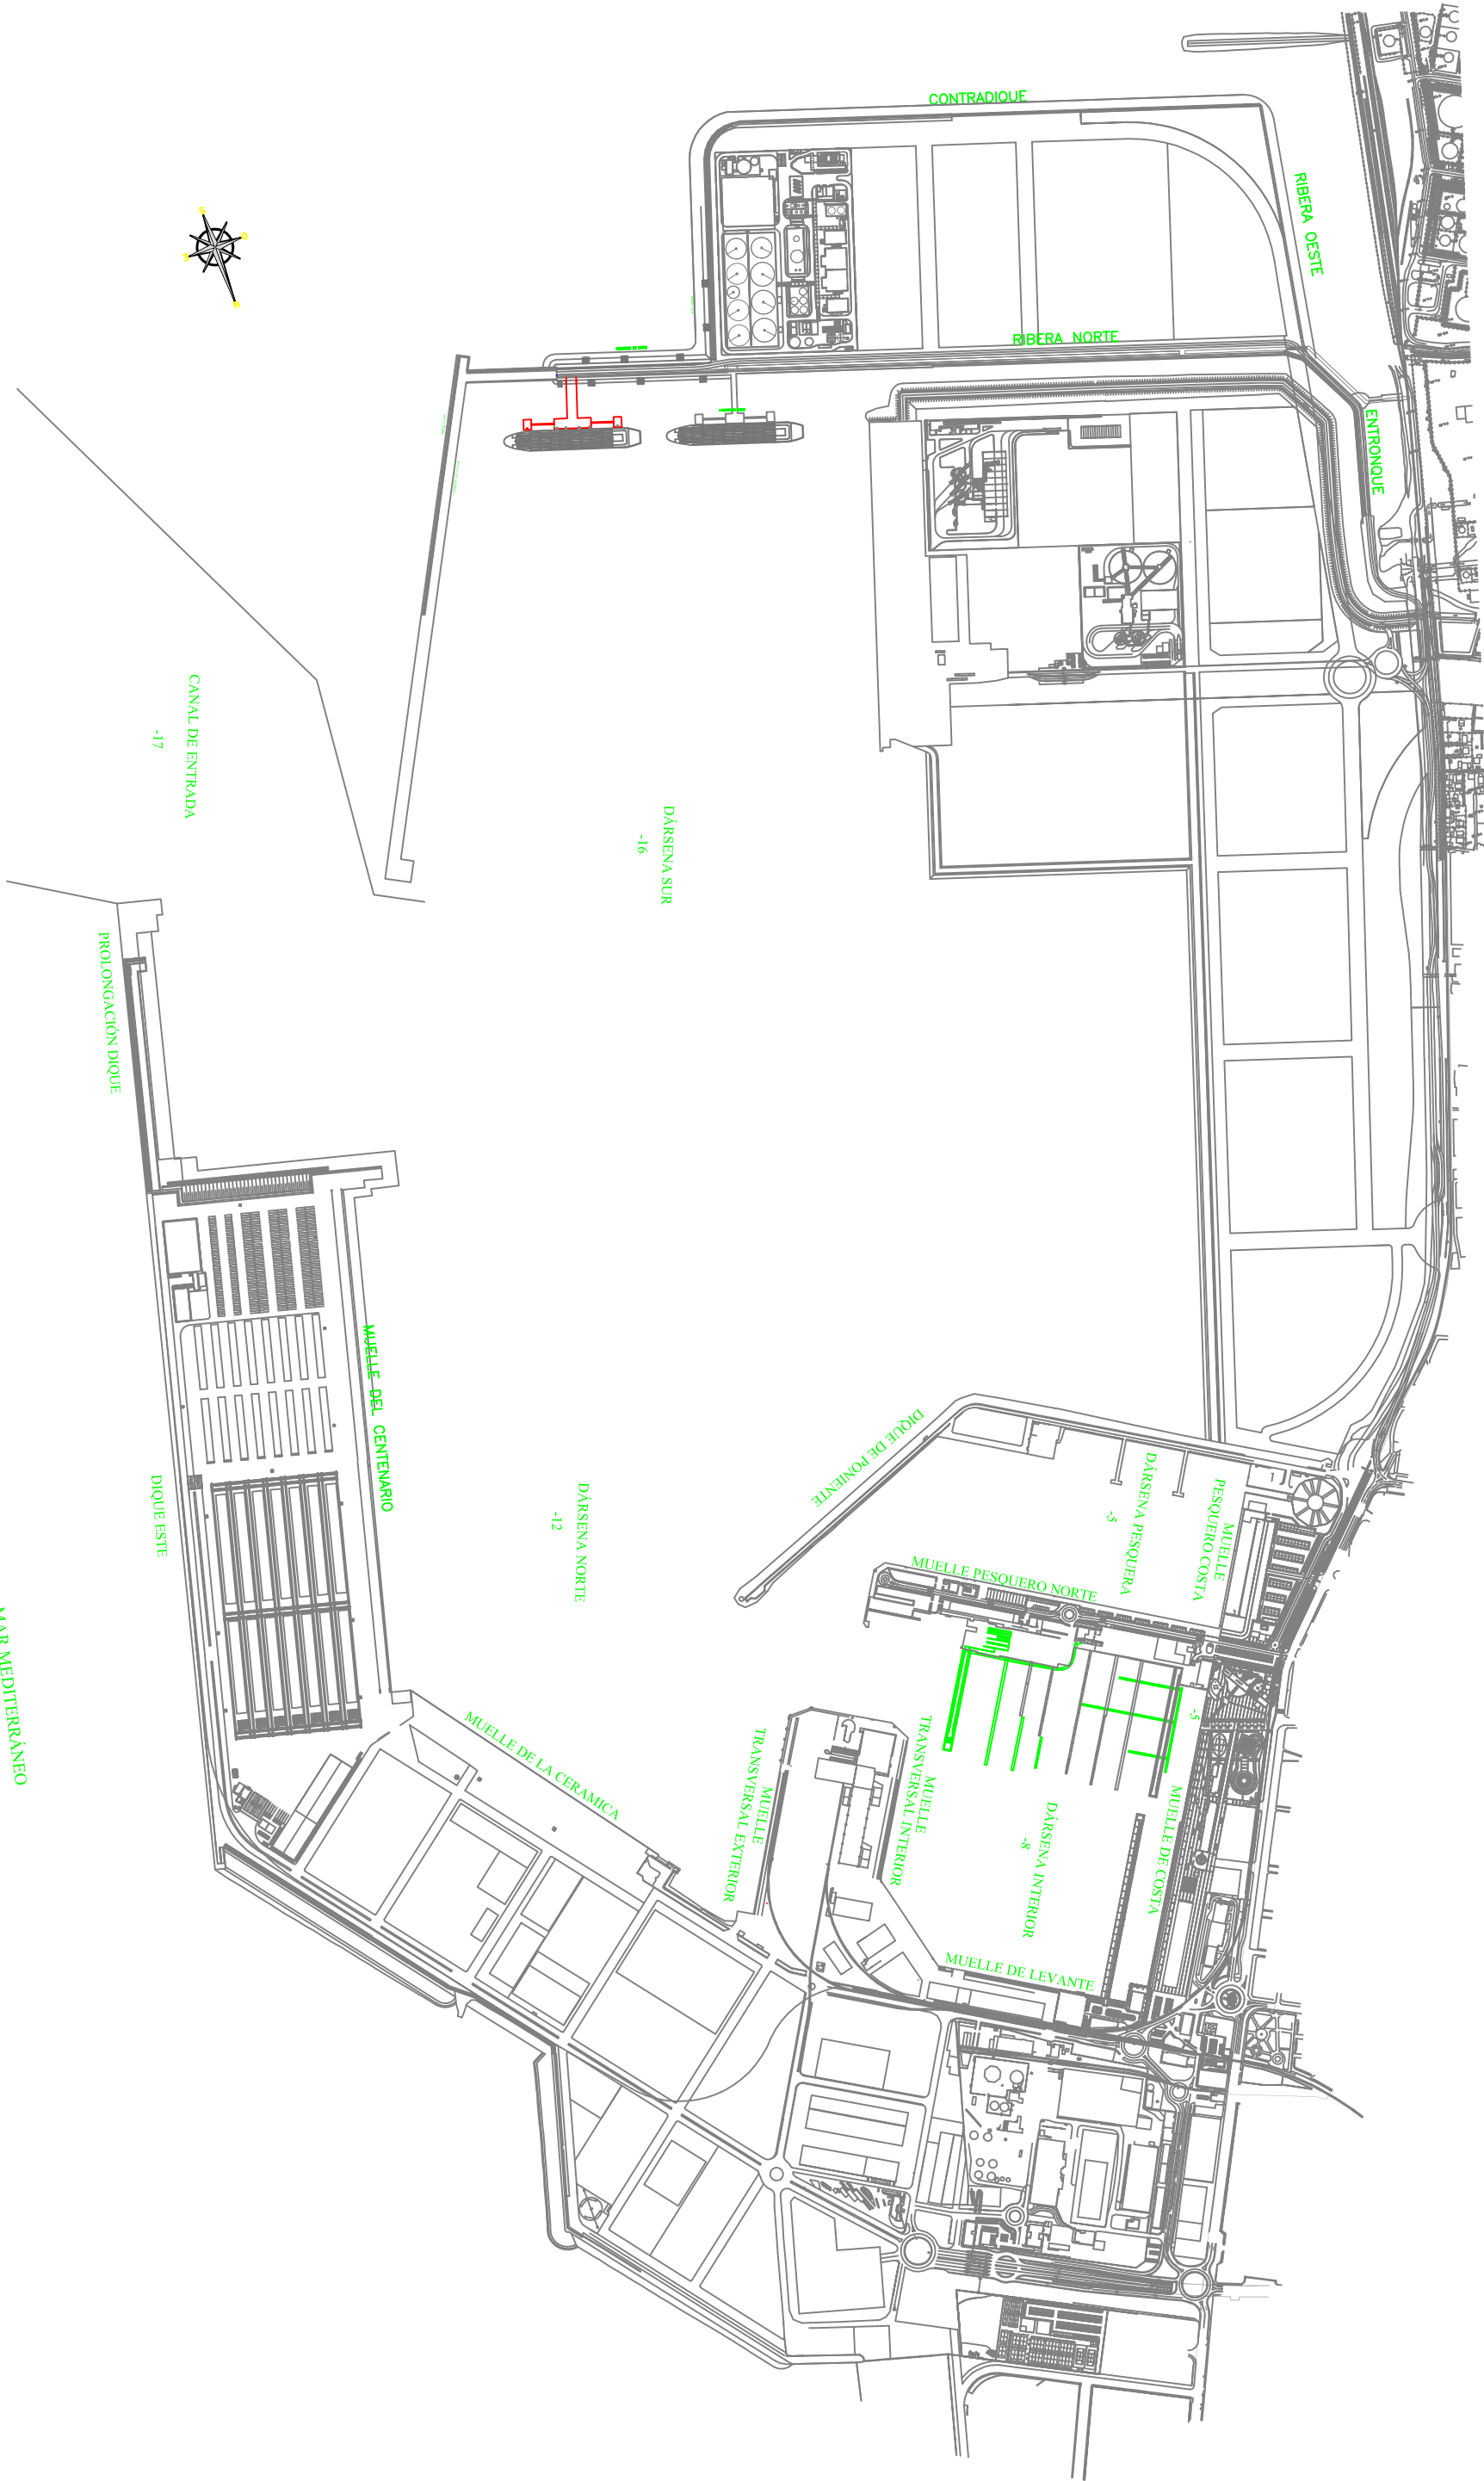 CONTRADIQUE
RIBERA OESTE
RIBERA NORTE
ENTRONQUE
CANAL DE ENTRADA
-17
DÁRSENA SUR
-16
PROLONGACIÓN DIQUE
MUELLE DEL CENTENARIO
DIQUE ESTE
DÁRSENA NORTE
-12
DIQUE DE PONIENTE
DÁRSENA PESQUERA
-5
MUELLE
PESQUERO COSTA
MUELLE PESQUERO NORTE
-5
MAR MEDITERRÁNEO
MUELLE DE LA CERAMICA
MUELLE
TRANSVERSAL EXTERIOR
MUELLE
TRANSVERSAL INTERIOR
DÁRSENA INTERIOR
-8
MUELLE DE COSTA
MUELLE DE LEVANTE